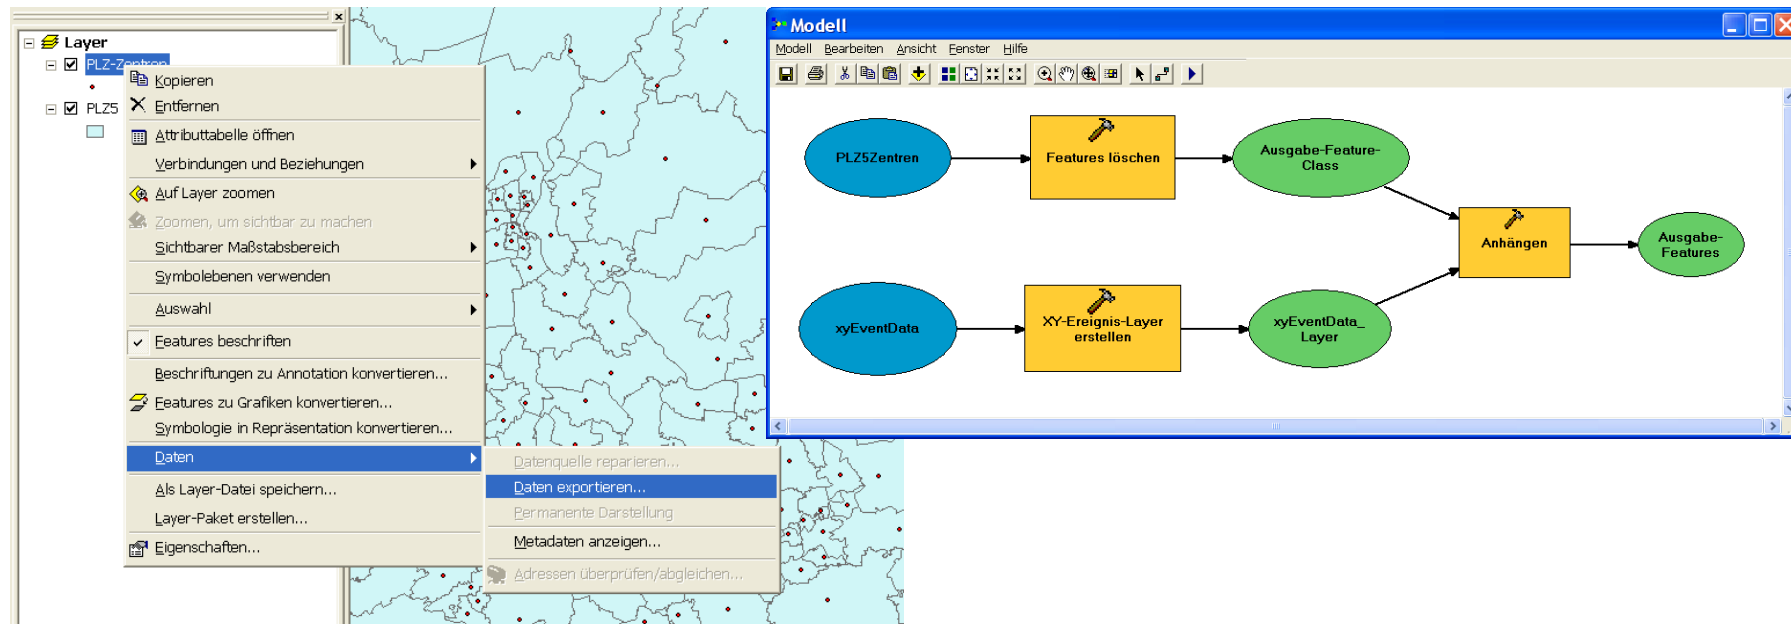 Layer
PLZ-Zentren
PLZ5
Kopieren
Entfernen
Attributtabelle öffnen
Verbindungen und Beziehungen
Auf Layer zoomen
Zoomen, um sichtbar zu machen
Sichtbarer Maßstabsbereich
Symbolebenen verwenden
Auswahl
Features beschriften
Beschriftungen zu Annotation konvertieren...
Features zu Grafiken konvertieren...
Symbologie in Repräsentation konvertieren...
Daten
Als Layer-Datei speichern...
Layer-Paket erstellen...
Eigenschaften...
Datenquelle reparieren...
Daten exportieren...
Permanente Darstellung
Metadaten anzeigen...
Adressen überprüfen/abgleichen...
Modell
Modell Bearbeiten Ansicht Fenster Hilfe
PLZ5Zentren
Features löschen
Ausgabe-Feature-
Class
Anhängen
Ausgabe-
Features
xyEventData
XY-Ereignis-Layer
erstellen
xyEventData_
Layer